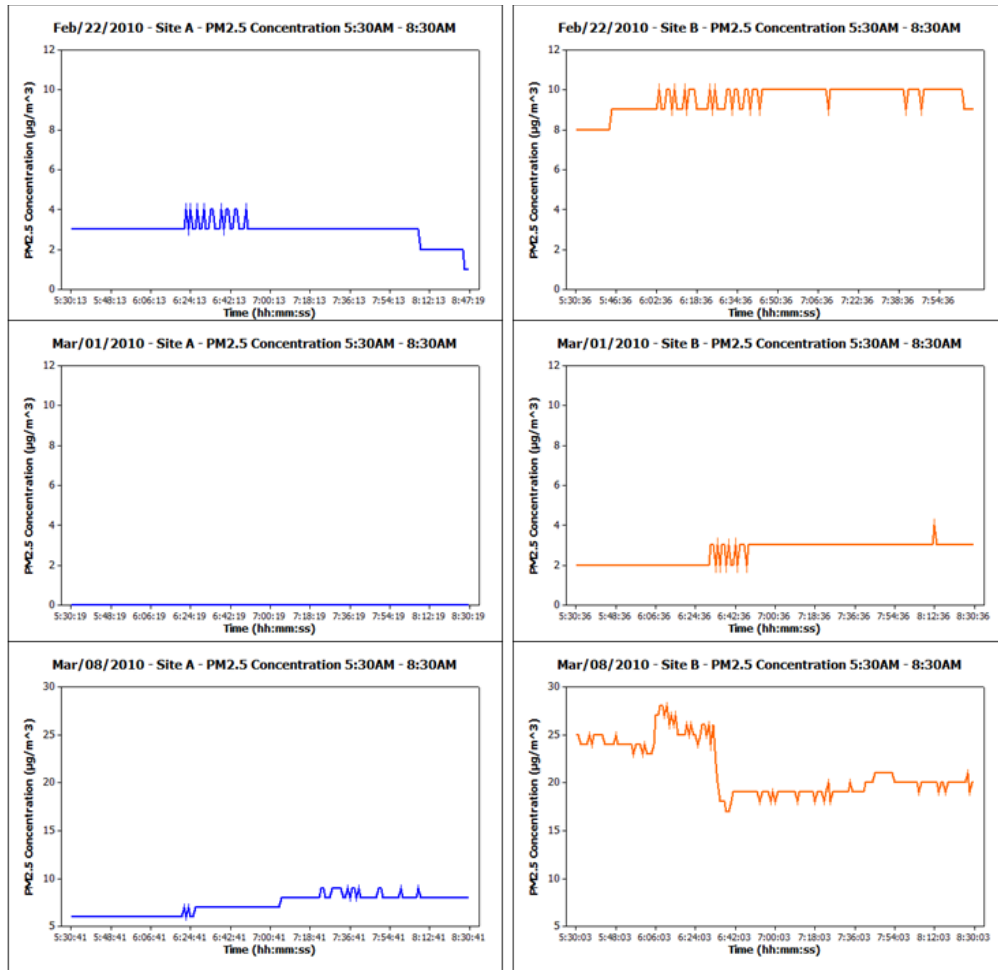 Feb/22/2010 - Site A - PM2.5 Concentration 5:30AM - 8:30AM
PM2.5 Concentration (µg/m^3)
12
10
8
6
4
2
0
5:30:13 5:48:13 6:06:13 6:24:13 6:42:13 7:00:13 7:18:13 7:36:13 7:54:13 8:12:13 8:47:19
Time (hh:mm:ss)
Feb/22/2010 - Site B - PM2.5 Concentration 5:30AM - 8:30AM
PM2.5 Concentration (µg/m^3)
12
10
8
6
4
2
0
5:30:36 5:46:36 6:02:36 6:18:36 6:34:36 6:50:36 7:06:36 7:22:36 7:38:36 7:54:36
Time (hh:mm:ss)
Mar/01/2010 - Site A - PM2.5 Concentration 5:30AM - 8:30AM
PM2.5 Concentration (µg/m^3)
12
10
8
6
4
2
0
5:30:19 5:48:19 6:06:19 6:24:19 6:42:19 7:00:19 7:18:19 7:36:19 7:54:19 8:12:19 8:30:19
Time (hh:mm:ss)
Mar/01/2010 - Site B - PM2.5 Concentration 5:30AM - 8:30AM
PM2.5 Concentration (µg/m^3)
12
10
8
6
4
2
0
5:30:36 5:48:36 6:06:36 6:24:36 6:42:36 7:00:36 7:18:36 7:36:36 7:54:36 8:12:36 8:30:36
Time (hh:mm:ss)
Mar/08/2010 - Site A - PM2.5 Concentration 5:30AM - 8:30AM
PM2.5 Concentration (µg/m^3)
30
25
20
15
10
5
5:30:41 5:48:41 6:06:41 6:24:41 6:42:41 7:00:41 7:18:41 7:36:41 7:54:41 8:12:41 8:30:41
Time (hh:mm:ss)
Mar/08/2010 - Site B - PM2.5 Concentration 5:30AM - 8:30AM
PM2.5 Concentration (µg/m^3)
30
25
20
15
10
5
5:30:03 5:48:03 6:06:03 6:24:03 6:42:03 7:00:03 7:18:03 7:36:03 7:54:03 8:12:03 8:30:03
Time (hh:mm:ss)